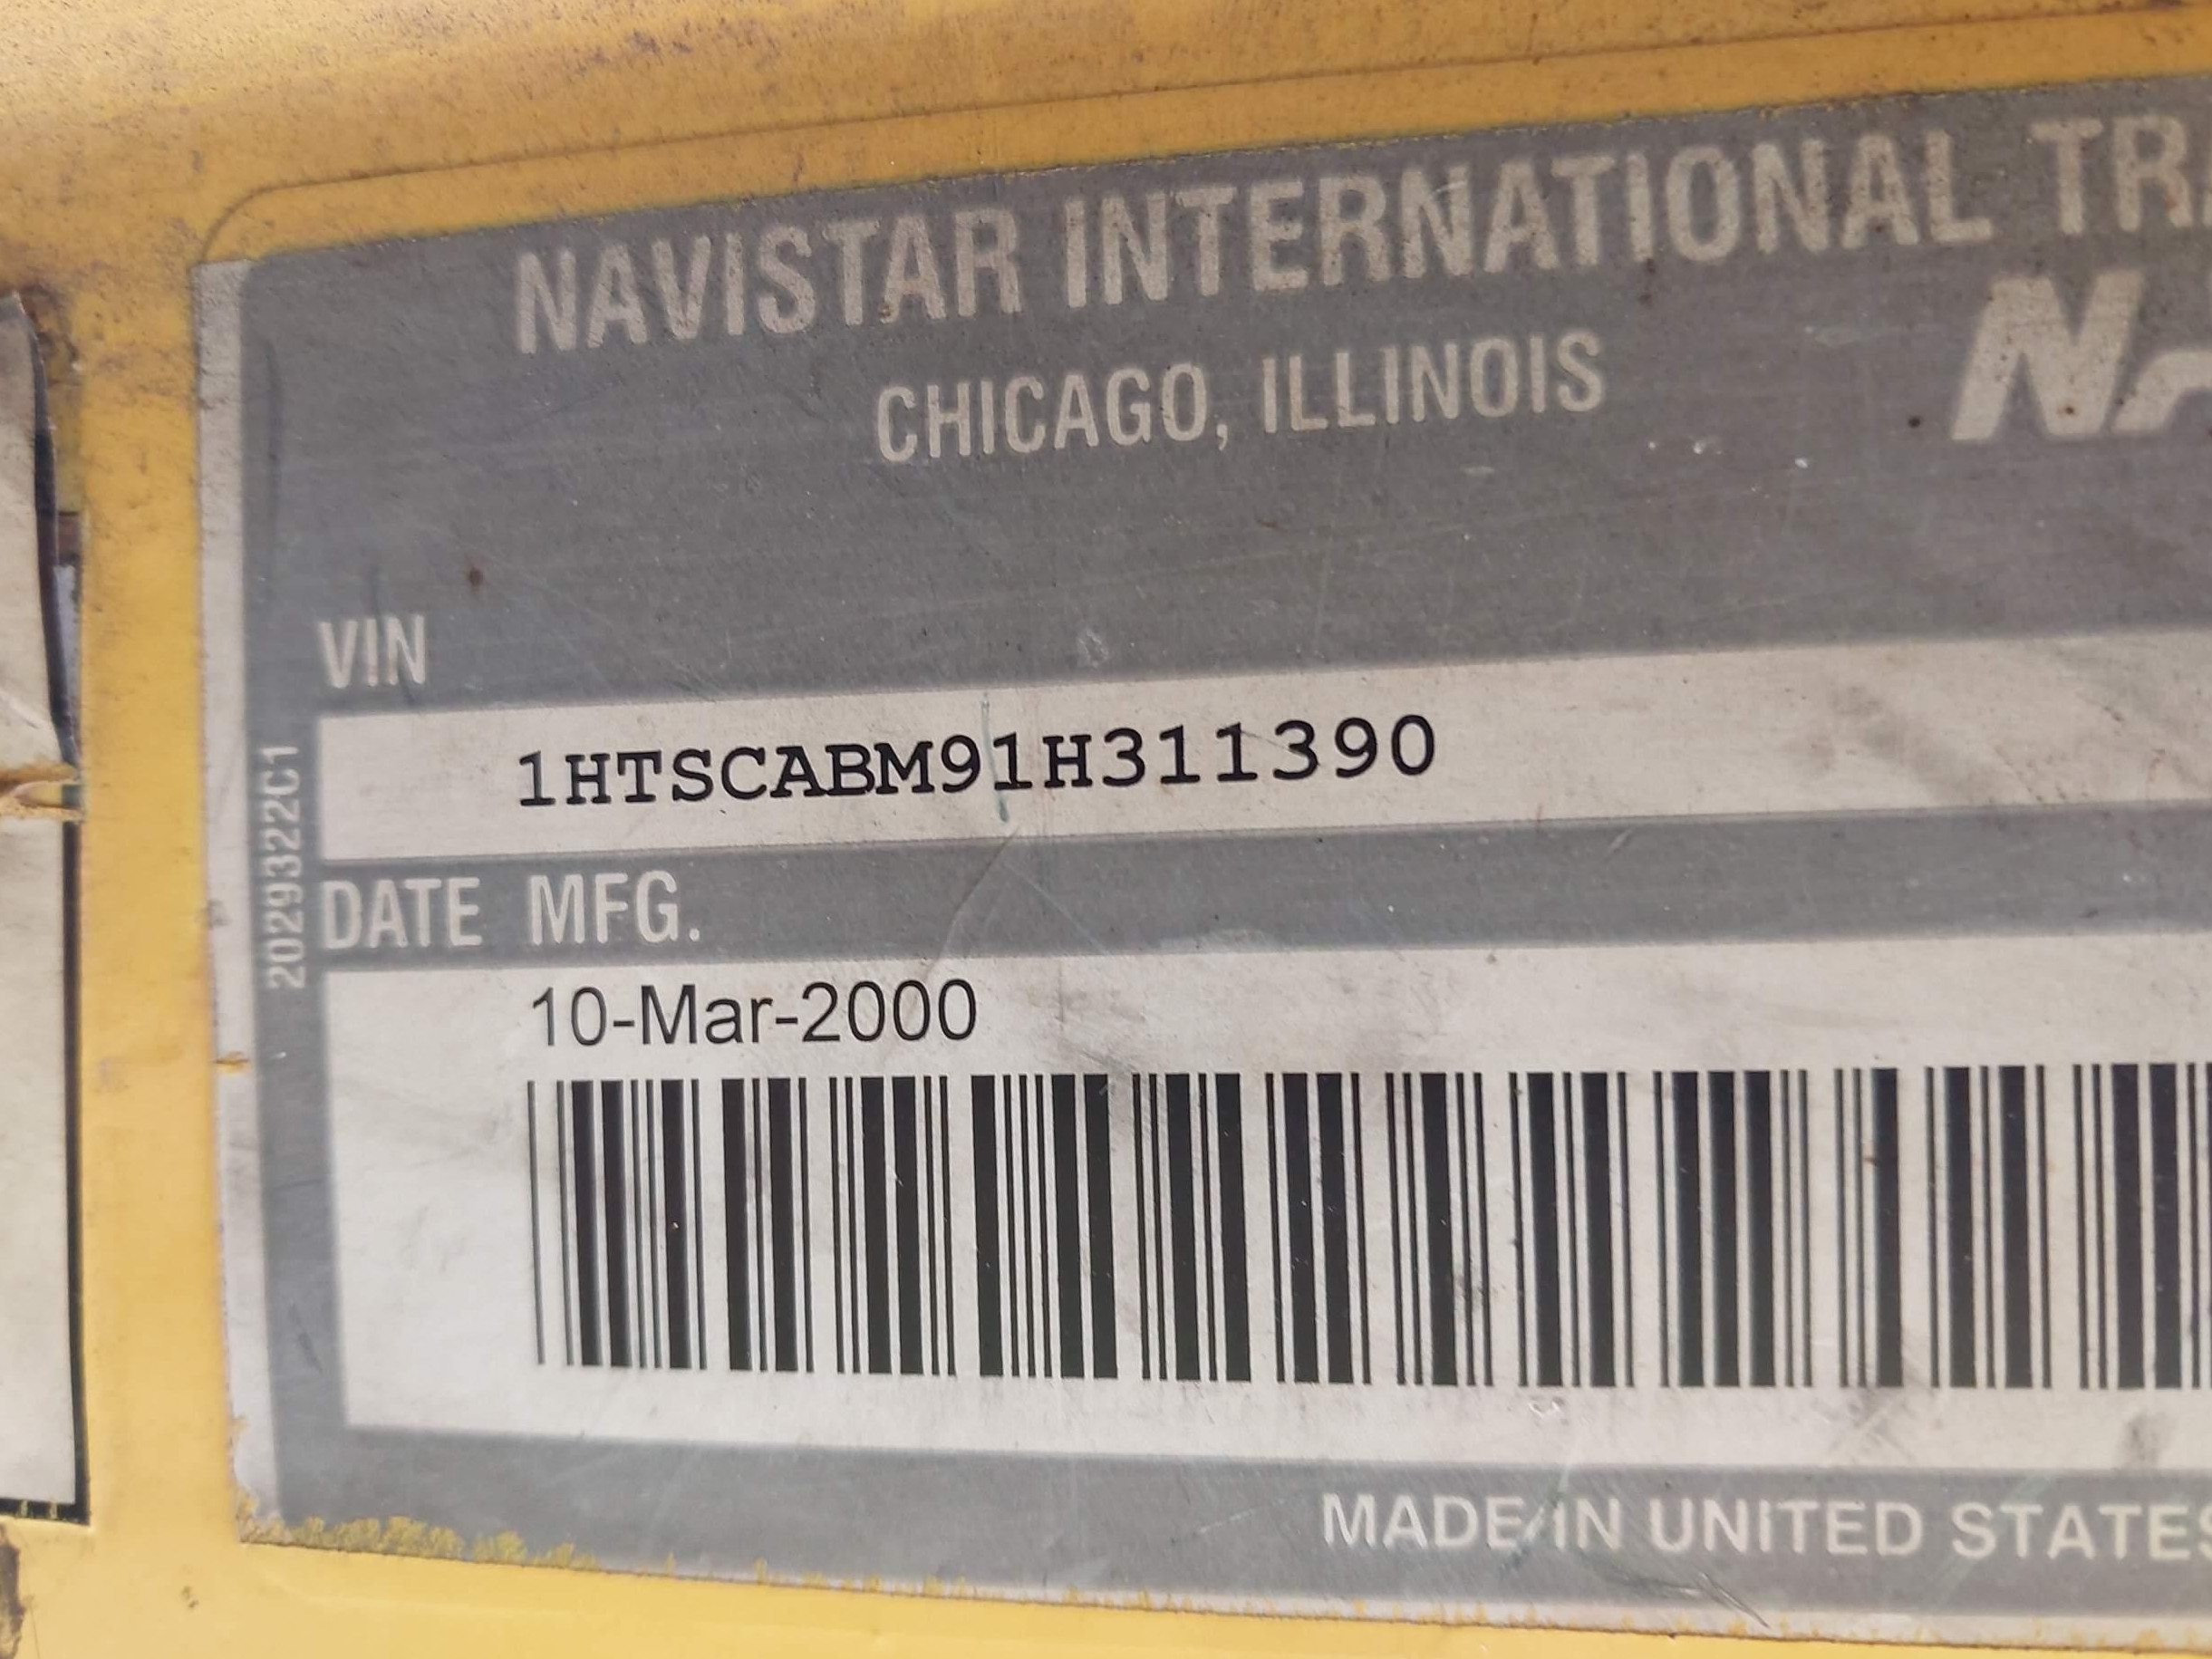 NAVISTAR INTERNATIONAL
CHICAGO, ILLINOIS
VIN
1HTSCABM91H311390
DATE MFG.
10-Mar-2000
2029322C1
MADE IN UNITED STATES